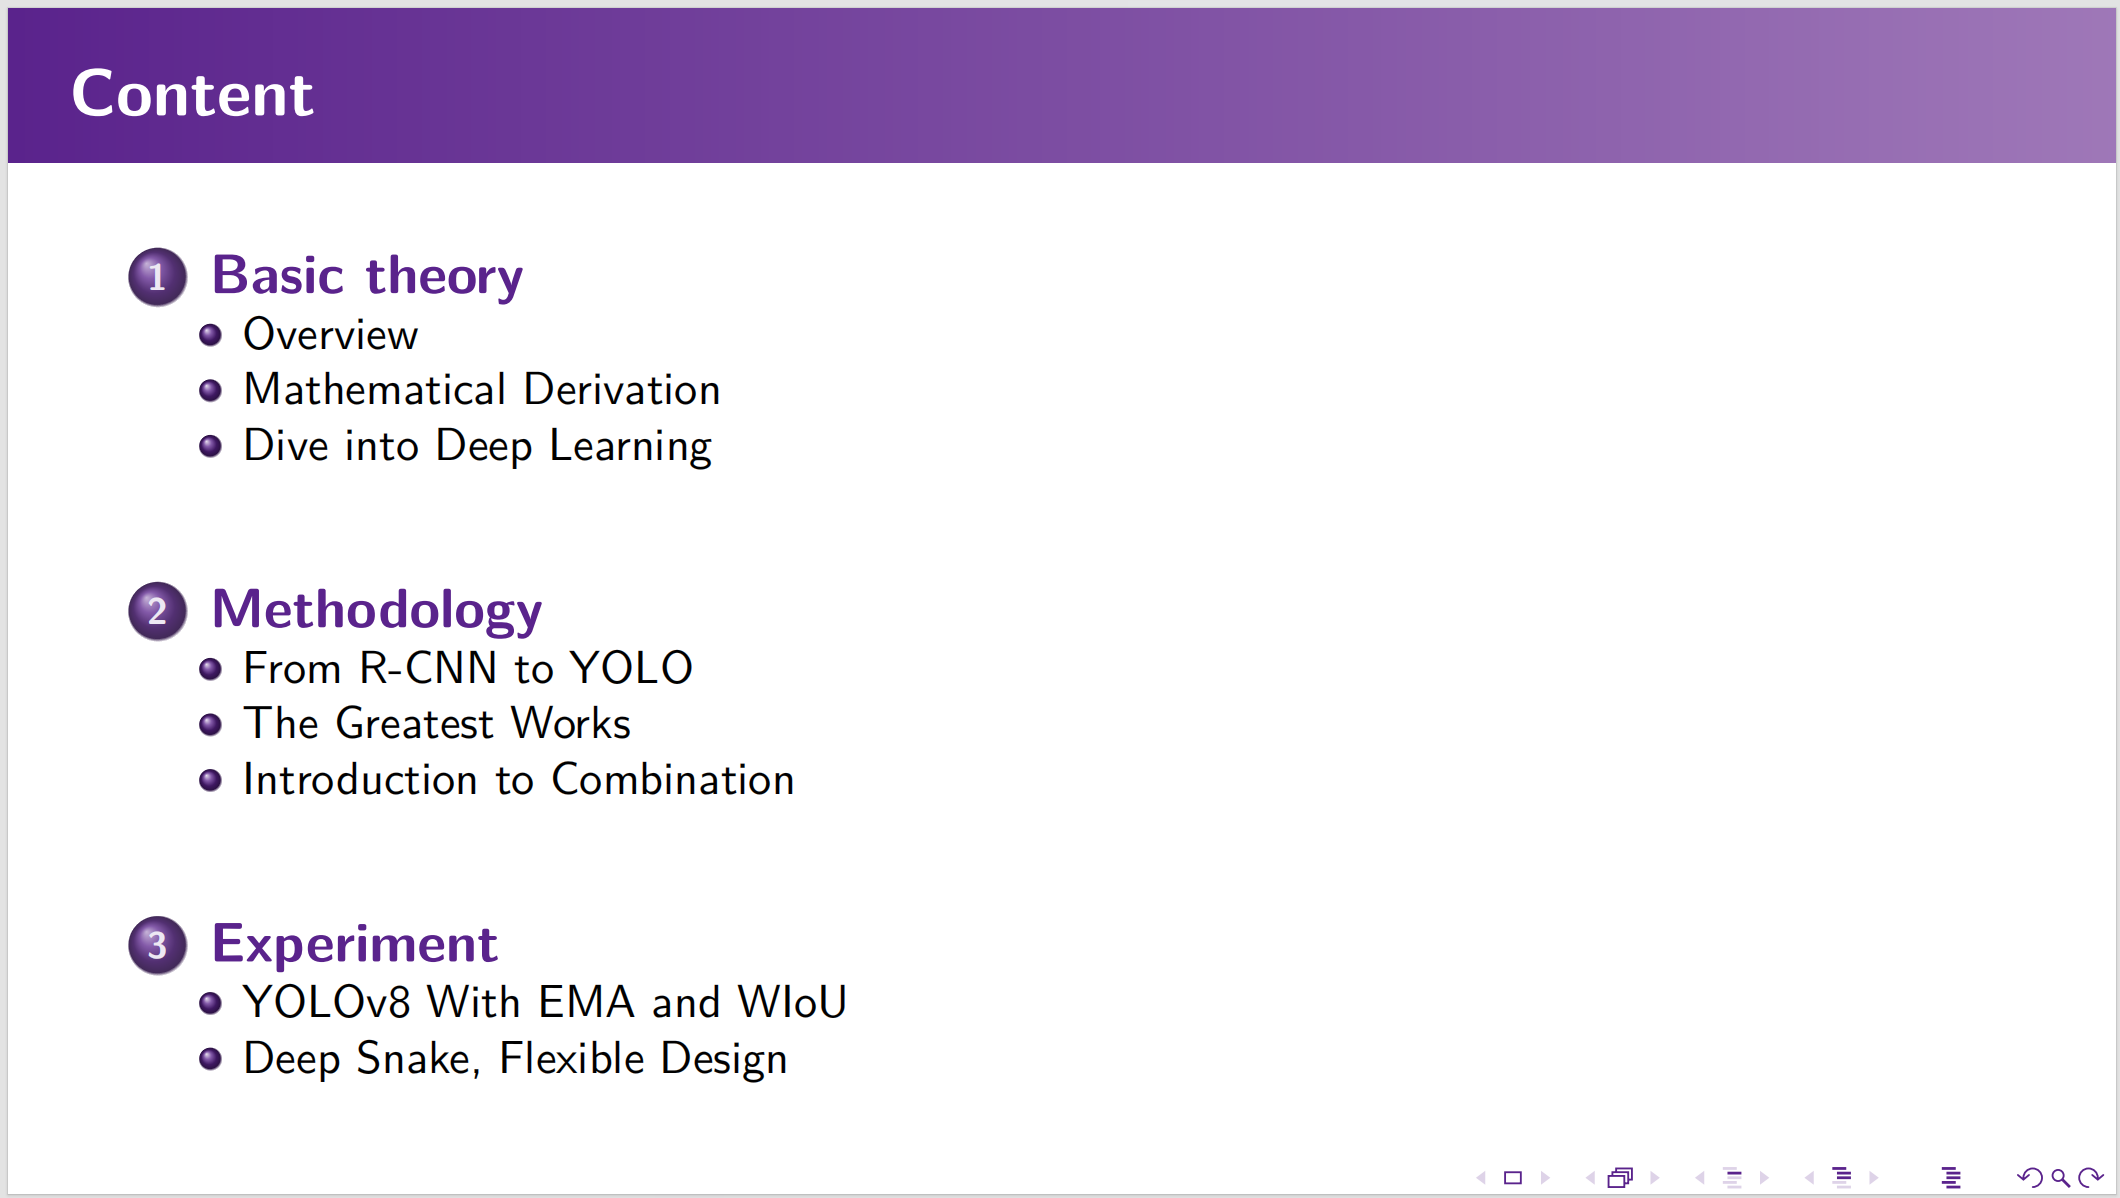 Content
1 Basic theory
Overview
Mathematical Derivation
Dive into Deep Learning
2 Methodology
From R-CNN to YOLO
The Greatest Works
Introduction to Combination
3 Experiment
YOLOv8 With EMA and WIoU
Deep Snake, Flexible Design